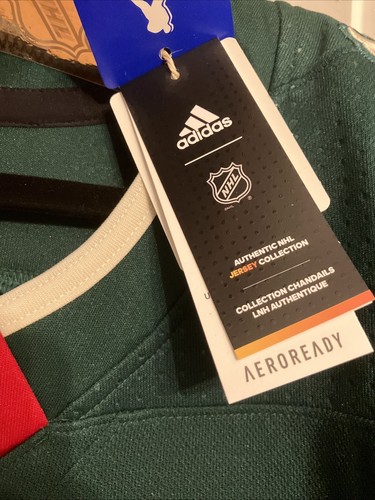 adidas
NHL
AUTHENTIC NHL
JERSEY COLLECTION
COLLECTION CHANDAILS
LNH AUTHENTIQUE
AEROREADY